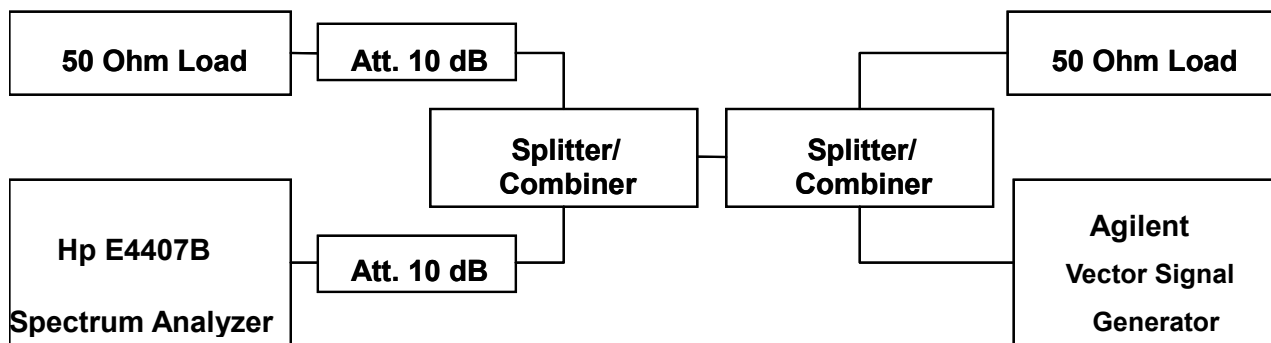 50 Ohm Load
Att. 10 dB
50 Ohm Load
Splitter/
Combiner
Splitter/
Combiner
Hp E4407B
Spectrum Analyzer
Att. 10 dB
Agilent
Vector Signal
Generator